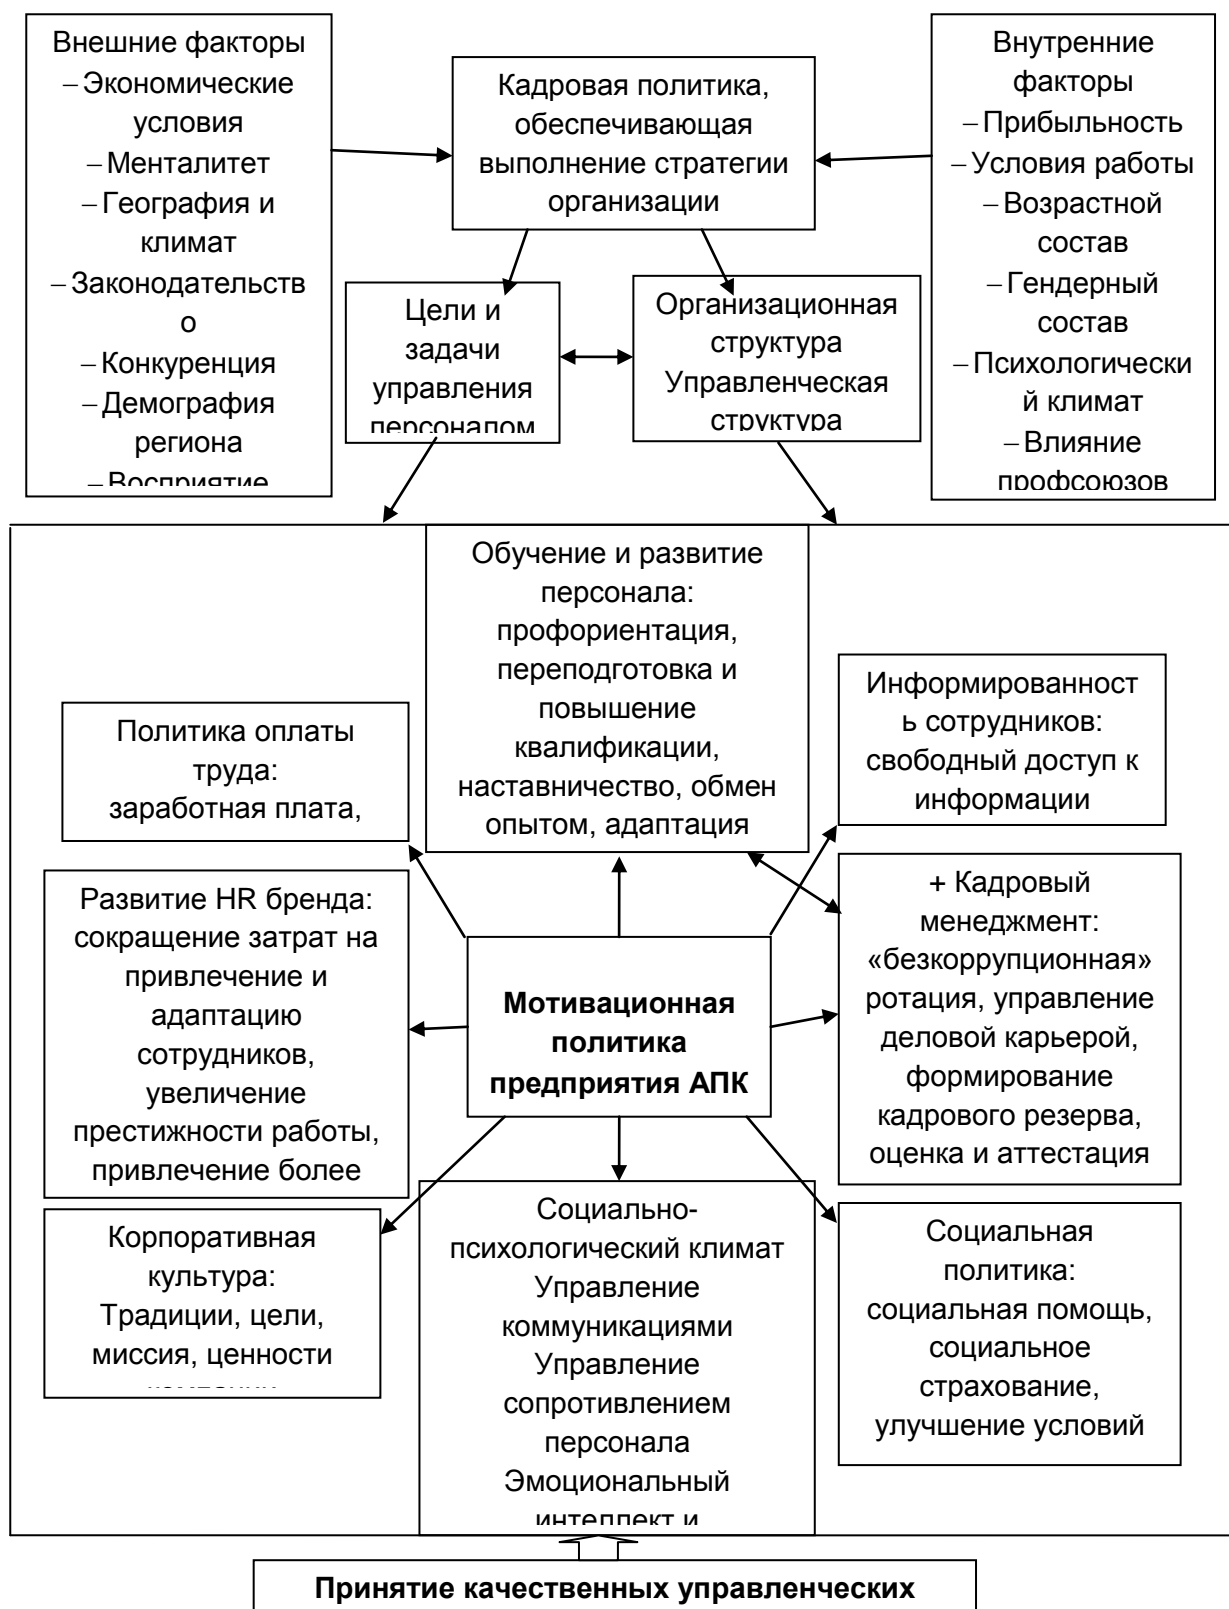 Внешние факторы
– Экономические
условия
– Менталитет
– География и
климат
– Законодательств
о
– Конкуренция
– Демография
региона
– Восприятие
Кадровая политика,
обеспечивающая
выполнение стратегии
организации
Внутренние
факторы
– Прибыльность
– Условия работы
– Возрастной
состав
– Гендерный
состав
– Психологически
й климат
– Влияние
профсоюзов
Цели и
задачи
управления
персоналом
Организационная
структура
Управленческая
структура
Обучение и развитие
персонала:
профориентация,
переподготовка и
повышение
квалификации,
наставничество, обмен
опытом, адаптация
Политика оплаты
труда:
заработная плата,
Информированност
ь сотрудников:
свободный доступ к
информации
Развитие HR бренда:
сокращение затрат на
привлечение и
адаптацию
сотрудников,
увеличение
престижности работы,
привлечение более
Мотивационная
политика
предприятия АПК
+ Кадровый
менеджмент:
«безкоррупционная»
ротация, управление
деловой карьерой,
формирование
кадрового резерва,
оценка и аттестация
Корпоративная
культура:
Традиции, цели,
миссия, ценности
Социально-
психологический климат
Управление
коммуникациями
Управление
сопротивлением
персонала
Эмоциональный
интеллект и
Социальная
политика:
социальная помощь,
социальное
страхование,
улучшение условий
Принятие качественных управленческих